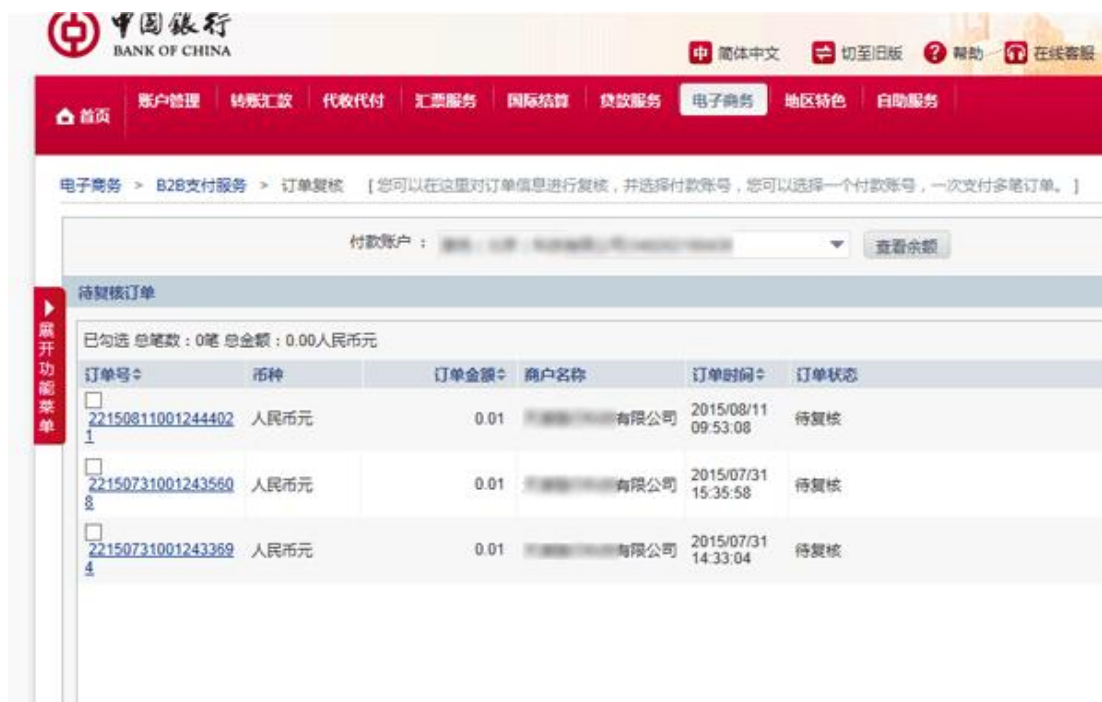 中国银行
BANK OF CHINA
简体中文 切至旧版 帮助 在线客服
首页 账户管理 转账汇款 代收代付 汇票服务 国际结算 贷款服务 电子商务 地区特色 自助服务
电子商务 > B2B支付服务 > 订单复核 [您可以在这里对订单信息进行复核,并选择付款账号,您可以选择一个付款账号,一次支付多笔订单。]
付款账户: 查看余额
待复核订单
展开功能菜单
已勾选 总笔数:0笔 总金额:0.00人民币元
订单号 币种 订单金额 商户名称 订单时间 订单状态
221508110012444021 人民币元 0.01 有限公司 2015/08/11 09:53:08 待复核
221507310012435608 人民币元 0.01 有限公司 2015/07/31 15:35:58 待复核
221507310012433694 人民币元 0.01 有限公司 2015/07/31 14:33:04 待复核